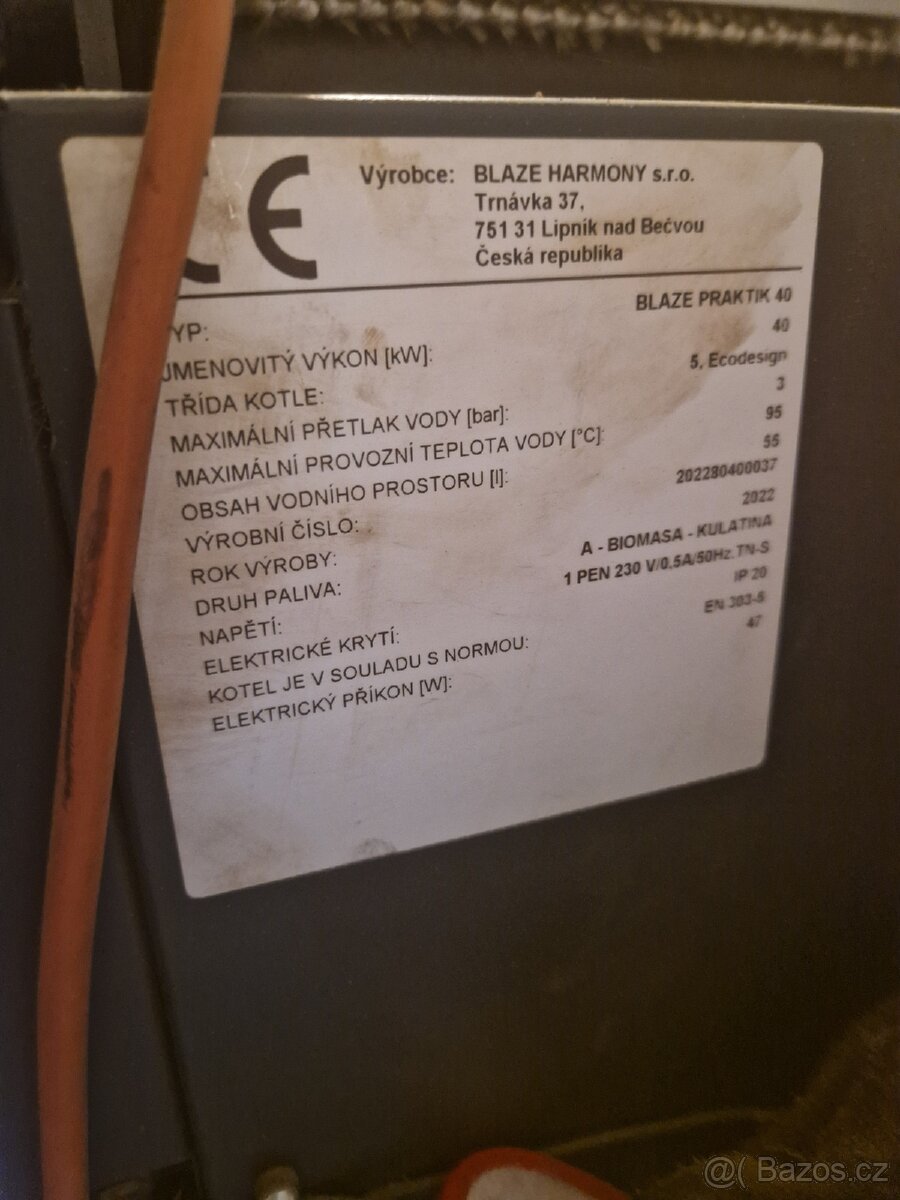 CE
Výrobce: BLAZE HARMONY s.r.o.
Trnávka 37,
751 31 Lipník nad Bečvou
Česká republika
YP: BLAZE PRAKTIK 40
JMENOVITÝ VÝKON [kW]: 40
TŘÍDA KOTLE: 5, Ecodesign
MAXIMÁLNÍ PŘETLAK VODY [bar]: 3
MAXIMÁLNÍ PROVOZNÍ TEPLOTA VODY [°C]: 95
OBSAH VODNÍHO PROSTORU [l]: 55
VÝROBNÍ ČÍSLO: 202280400037
ROK VÝROBY: 2022
DRUH PALIVA: A - BIOMASA - KULATINA
NAPĚTÍ: 1 PEN 230 V/0.5A/50Hz.TN-S
ELEKTRICKÉ KRYTÍ: IP 20
KOTEL JE V SOULADU S NORMOU: EN 303-5
ELEKTRICKÝ PŘÍKON [W]: 47
@( Bazos.cz